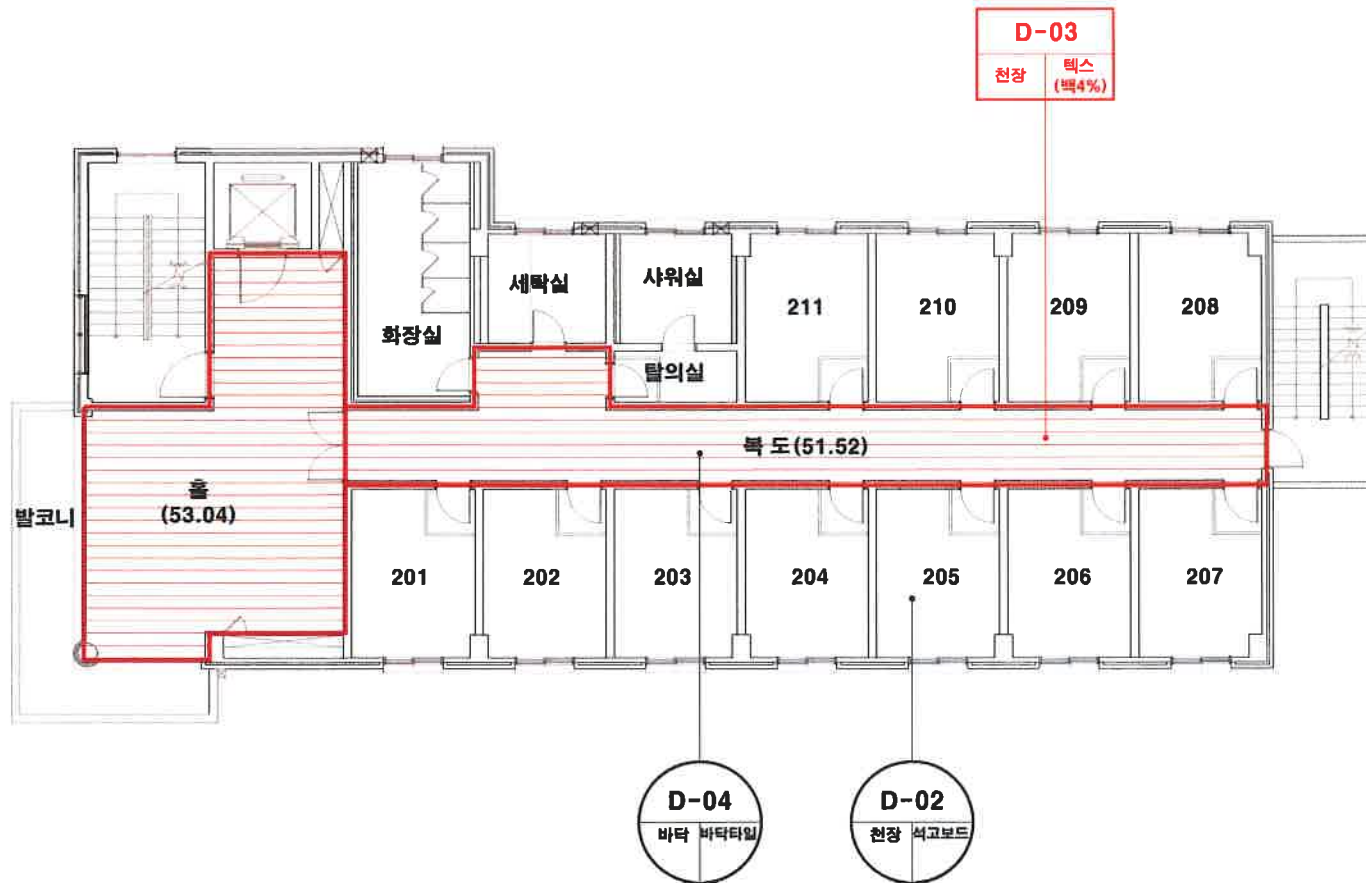 D-03
천장
텍스
(백4%)
세탁실
샤워실
211
210
209
208
화장실
탈의실
복 도(51.52)
홀
(53.04)
발코니
201
202
203
204
205
206
207
D-04
바닥
바닥타일
D-02
천장
석고보드